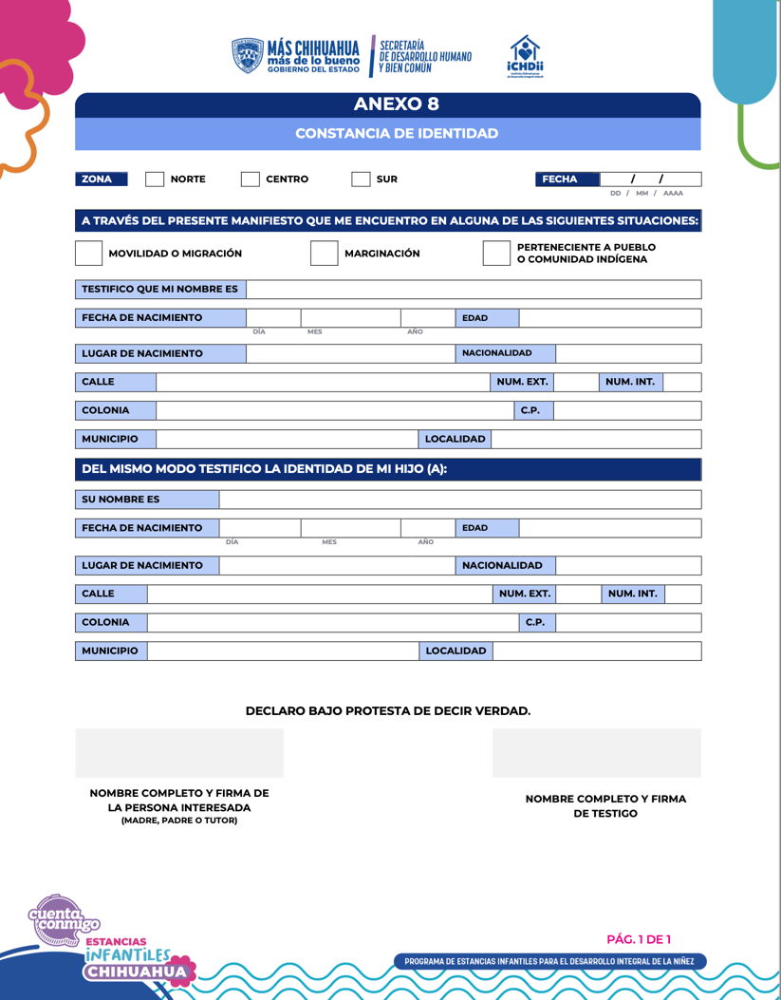 MÁS CHIHUAHUA
más de lo bueno
GOBIERNO DEL ESTADO
SECRETARÍA
DE DESARROLLO HUMANO
Y BIEN COMÚN
iCHDii
ANEXO 8
CONSTANCIA DE IDENTIDAD
ZONA NORTE CENTRO SUR FECHA / /
DD / MM / AAAA
A TRAVÉS DEL PRESENTE MANIFIESTO QUE ME ENCUENTRO EN ALGUNA DE LAS SIGUIENTES SITUACIONES:
MOVILIDAD O MIGRACIÓN MARGINACIÓN PERTENECIENTE A PUEBLO
O COMUNIDAD INDÍGENA
TESTIFICO QUE MI NOMBRE ES
FECHA DE NACIMIENTO EDAD
DÍA MES AÑO
LUGAR DE NACIMIENTO NACIONALIDAD
CALLE NUM. EXT. NUM. INT.
COLONIA C.P.
MUNICIPIO LOCALIDAD
DEL MISMO MODO TESTIFICO LA IDENTIDAD DE MI HIJO (A):
SU NOMBRE ES
FECHA DE NACIMIENTO EDAD
DÍA MES AÑO
LUGAR DE NACIMIENTO NACIONALIDAD
CALLE NUM. EXT. NUM. INT.
COLONIA C.P.
MUNICIPIO LOCALIDAD
DECLARO BAJO PROTESTA DE DECIR VERDAD.
NOMBRE COMPLETO Y FIRMA DE
LA PERSONA INTERESADA
(MADRE, PADRE O TUTOR)
NOMBRE COMPLETO Y FIRMA
DE TESTIGO
cuenta
conmigo
ESTANCIAS
iNFANTiLES
CHIHUAHUA
PÁG. 1 DE 1
PROGRAMA DE ESTANCIAS INFANTILES PARA EL DESARROLLO INTEGRAL DE LA NIÑEZ